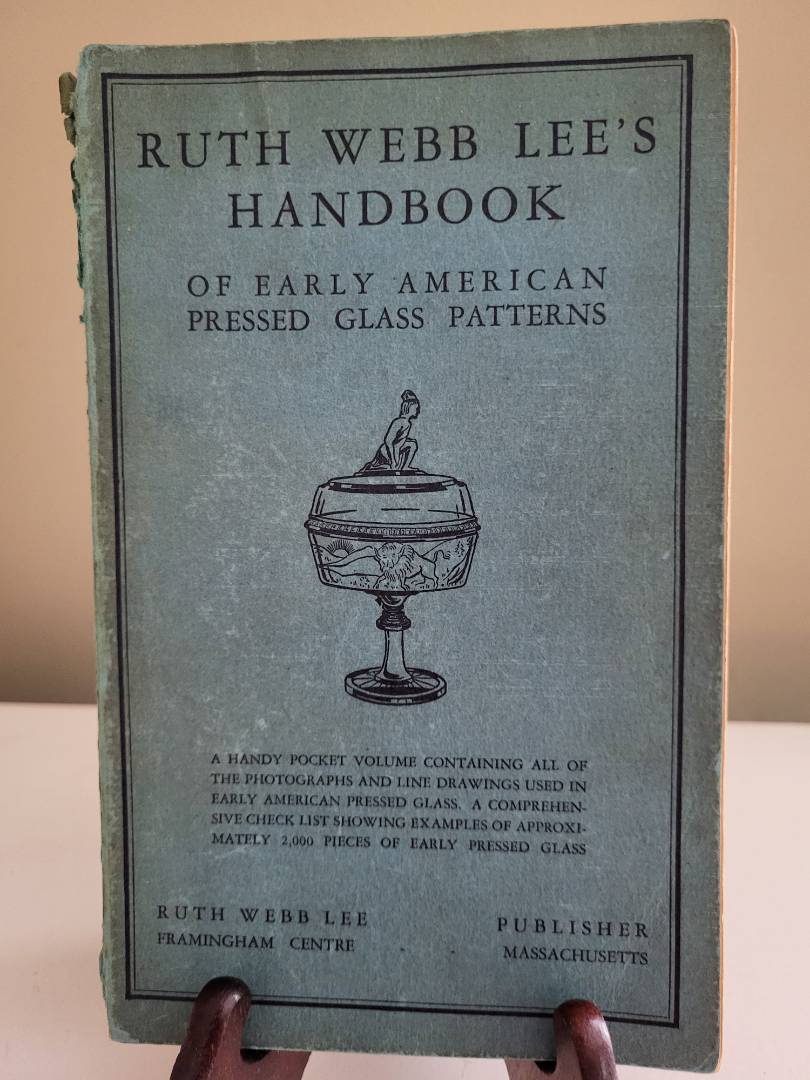 RUTH WEBB LEE'S
HANDBOOK
OF EARLY AMERICAN
PRESSED GLASS PATTERNS
A HANDY POCKET VOLUME CONTAINING ALL OF
THE PHOTOGRAPHS AND LINE DRAWINGS USED IN
EARLY AMERICAN PRESSED GLASS. A COMPREHEN-
SIVE CHECK LIST SHOWING EXAMPLES OF APPROXI-
MATELY 2,000 PIECES OF EARLY PRESSED GLASS
RUTH WEBB LEE PUBLISHER
FRAMINGHAM CENTRE - - MASSACHUSETTS